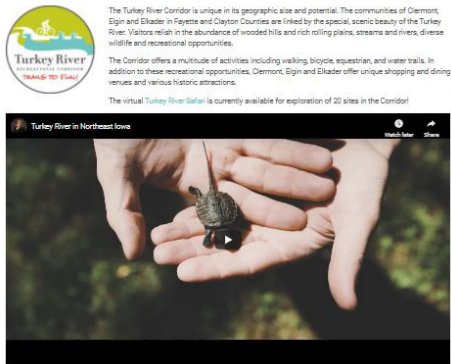 Turkey River
RECREATIONAL CORRIDOR
TRAILS TO FUN!
The Turkey River Corridor is unique in its geographic size and potential. The communities of Clermont,
Elgin and Elkader in Fayette and Clayton Counties are linked by the special, scenic beauty of the Turkey
River. Visitors relish in the abundance of wooded hills and rich rolling plains, streams and rivers, diverse
wildlife and recreational opportunities.
The Corridor offers a multitude of activities including walking, bicycle, equestrian, and water trails. In
addition to these recreational opportunities, Clermont, Elgin and Elkader offer unique shopping and dining
venues and various historic attractions.
The virtual Turkey River Safari is currently available for exploration of 20 sites in the Corridor!
Turkey River in Northeast Iowa
Watch later
Share